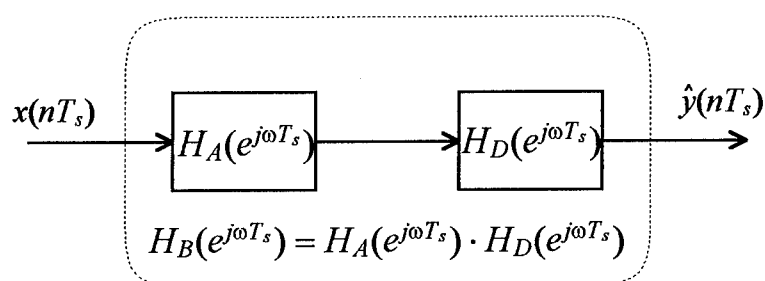 x(nT_s)
H_A(e^{jωT_s})
H_D(e^{jωT_s})
ŷ(nT_s)
H_B(e^{jωT_s}) = H_A(e^{jωT_s}) · H_D(e^{jωT_s})